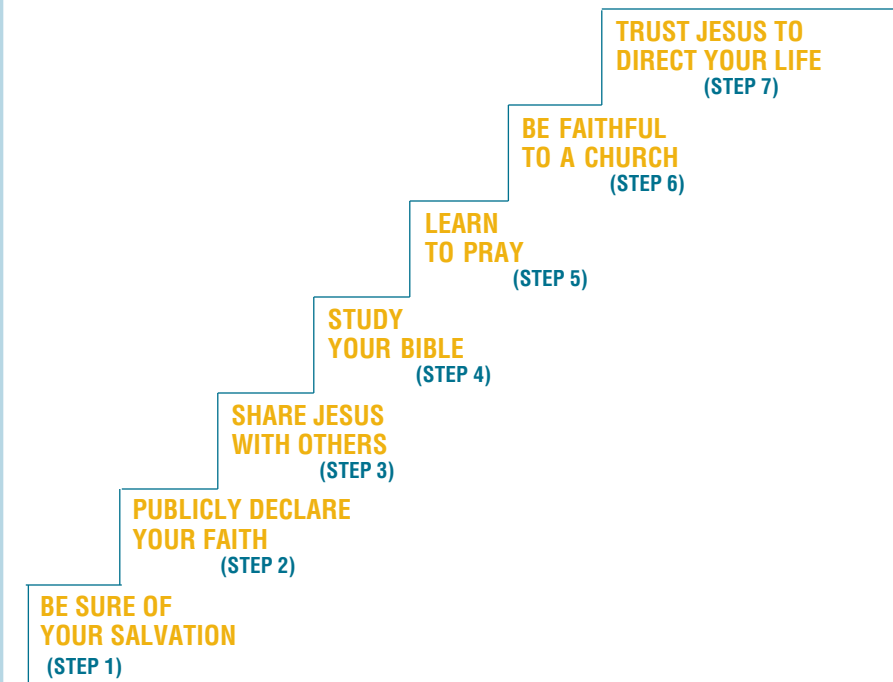 TRUST JESUS TO
DIRECT YOUR LIFE
(STEP 7)
BE FAITHFUL
TO A CHURCH
(STEP 6)
LEARN
TO PRAY
(STEP 5)
STUDY
YOUR BIBLE
(STEP 4)
SHARE JESUS
WITH OTHERS
(STEP 3)
PUBLICLY DECLARE
YOUR FAITH
(STEP 2)
BE SURE OF
YOUR SALVATION
(STEP 1)